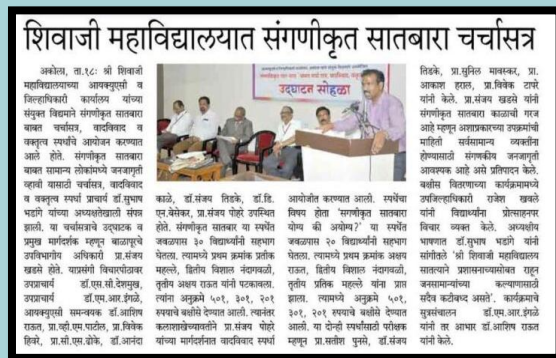 शिवाजी महाविद्यालयात संगणीकृत सातबारा चर्चासत्र
अकोला, ता.१८: श्री शिवाजी
महाविद्यालयाच्या आयक्युएसी व
जिल्हाधिकारी कार्यालय यांच्या
संयुक्त विद्यमाने संगणीकृत सातबारा
बाबत चर्चासत्र, वादविवाद व
वक्तृत्व स्पर्धाचे आयोजन करण्यात
आले होते. संगणीकृत सातबारा
बाबत सामान्य लोकांमध्ये जनजागृती
व्हावी यासाठी चर्चासत्र, वादविवाद
व वक्तृत्व स्पर्धा प्राचार्य डॉ.सुभाष
भडांगे यांच्या अध्यक्षतेखाली संपन्न
झाली. या चर्चासत्राचे उद्घाटक व
प्रमुख मार्गदर्शक म्हणून बाळापूरचे
उपविभागीय अधिकारी प्रा.संजय
खडसे होते. याप्रसंगी विचारपीठावर
उपप्राचार्य डॉ.एस.सी.देशमुख,
उपप्राचार्य डॉ.एम.आर.इंगळे,
आयक्युएसी समन्वयक डॉ.आशिष
राऊत, प्रा.व्ही.एम.पाटील, प्रा.विवेक
हिवरे, प्रा.सी.एस.ढोके, डॉ.आनंदा
उद्घाटन सोहळा
काळे, डॉ.संजय तिडके, डॉ.डि.
एन.बेसेकर, प्रा.संजय पोहरे उपस्थित
होते. संगणीकृत सातबार या स्पर्धेत
जवळपास ३० विद्यार्थ्यांनी सहभाग
घेतला. त्यामध्ये प्रथम क्रमांक प्रतीक
महल्ले, द्वितीय विशाल नंदागवळी,
तृतीय अक्षय राऊत यांनी पटकावला.
त्यांना अनुक्रमे ५०१, ३०१, २०१
रुपयाचे बक्षीसे देण्यात आली. त्यानंतर
कलाशाखेच्यावतीने प्रा.संजय पोहरे
यांच्या मार्गदर्शनात वादविवाद स्पर्धा
आयोजीत करण्यात आली. स्पर्धेचा
विषय होता 'संगणीकृत सातबारा
योग्य की अयोग्य?' या स्पर्धेत
जवळपास २० विद्यार्थ्यांनी सहभाग
घेतला. त्यामध्ये प्रथम क्रमांक अक्षय
राऊत, द्वितीय विशाल नंदागवळी,
तृतीय प्रतिक महल्ले यांना प्राप्त
झाला. त्यामध्ये अनुक्रमे ५०१,
३०१, २०१ रुपयाचे बक्षीसे देण्यात
आली. या दोन्ही स्पर्धांसाठी परीक्षक
म्हणून प्रा.सतोश पुनसे, डॉ.संजय
तिडके, प्रा.सुनिल मावस्कर, प्रा.
आकाश हराल, प्रा.विवेक टापरे
यांनी केले. प्रा.संजय खडसे यांनी
संगणीकृत सातबारा काळाची गरज
आहे म्हणून अशाप्रकारच्या उपक्रमांची
माहिती सर्वसामान्य व्यक्तींना
होण्यासाठी संगणकीय जनजागृती
आवश्यक आहे असे प्रतिपादन केले.
बक्षीस वितरणाच्या कार्यक्रमामध्ये
उपजिल्हाधिकारी राजेश खवले
यांनी विद्यार्थ्यांना प्रोत्साहनपर
विचार व्यक्त केले. अध्यक्षीय
भाषणात डॉ.सुभाष भडांगे यांनी
सांगीतले 'श्री शिवाजी महाविद्यालय
सातत्याने प्रशासनाच्यासोबत राहून
जनसामान्यांच्या कल्याणासाठी
सदैव कटीबध्द असते'. कार्यक्रमाचे
सुत्रसंचालन डॉ.एम.आर.इंगळे
यांनी तर आभार डॉ.आशिष राऊत
यांनी केले.